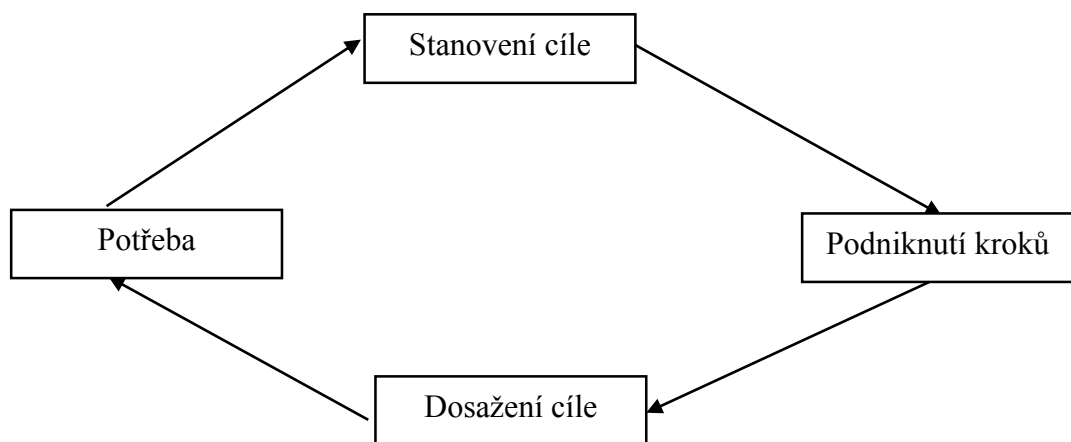 Stanovení cíle
Potřeba
Podniknutí kroků
Dosažení cíle